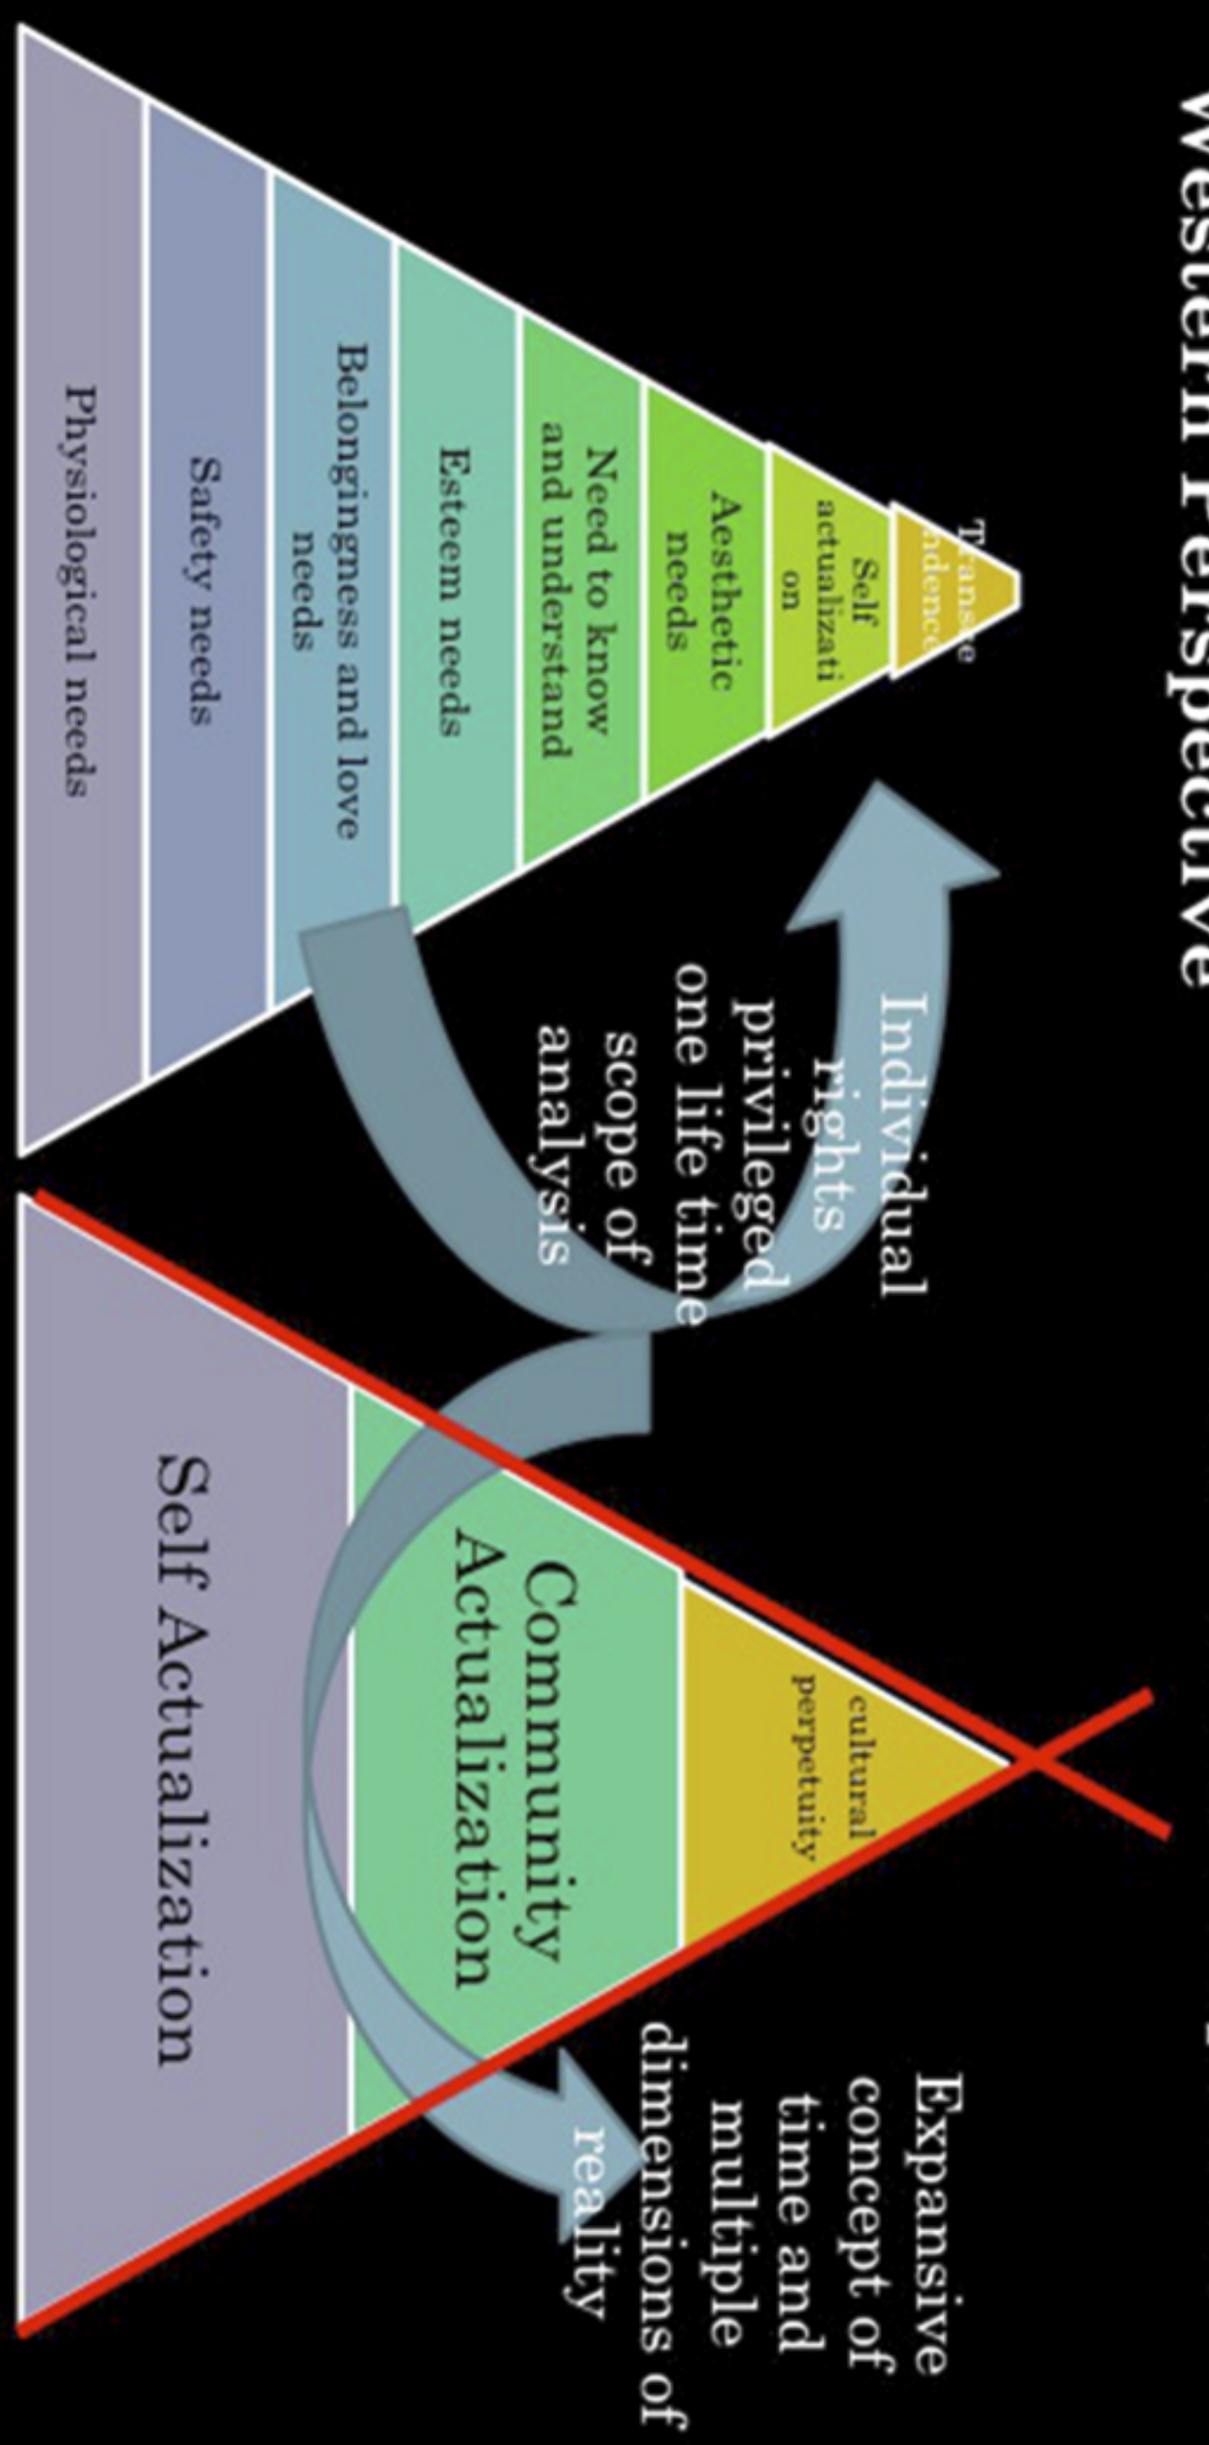 Western Perspective
Transce
ndence
Self
actualizati
on
Aesthetic
needs
Need to know
and understand
Esteem needs
Belongingness and love
needs
Safety needs
Physiological needs
Individual
rights
privileged
one life time
scope of
analysis
cultural
perpetuity
Community
Actualization
Self Actualization
Expansive
concept of
time and
multiple
dimensions of
reality